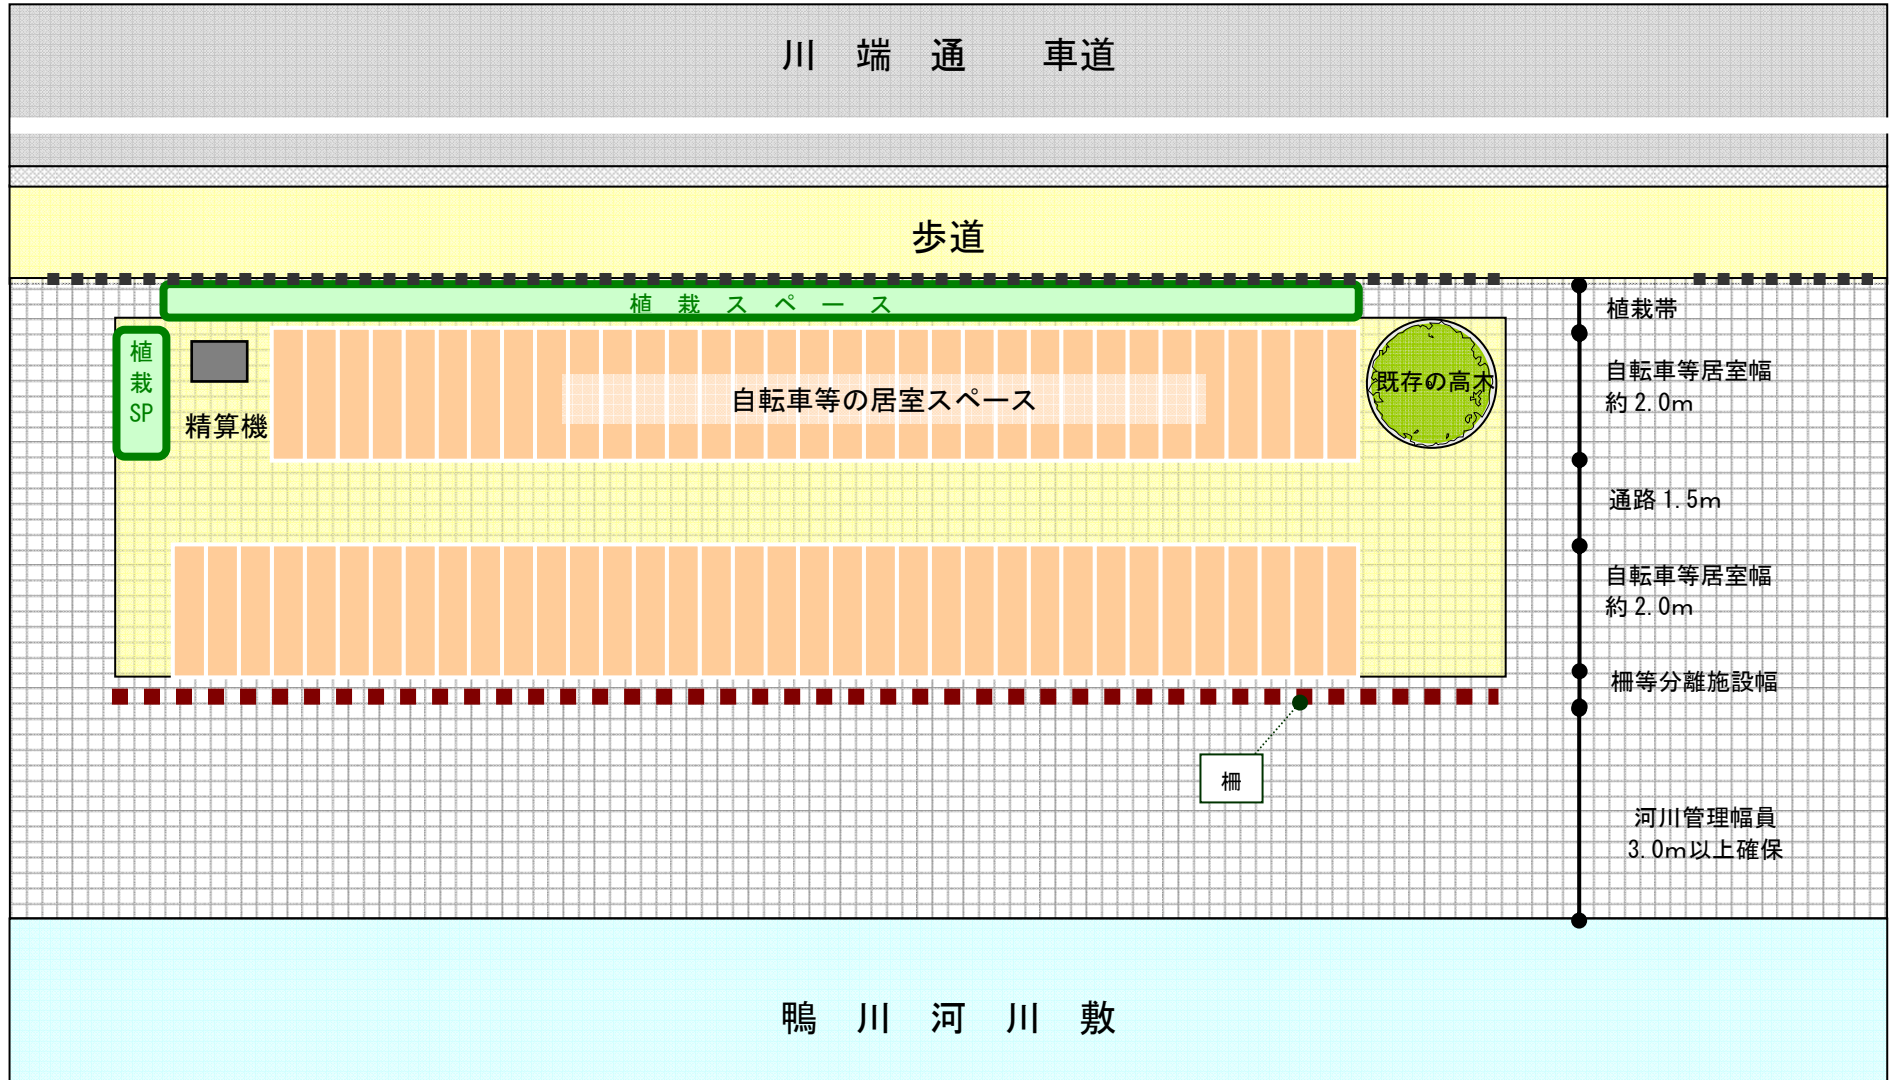 川端通 車道
歩道
植栽スペース
植栽帯
植栽SP
精算機
自転車等の居室スペース
既存の高木
自転車等居室幅
約2.0m
通路1.5m
自転車等居室幅
約2.0m
柵等分離施設幅
柵
河川管理幅員
3.0m以上確保
鴨川河川敷